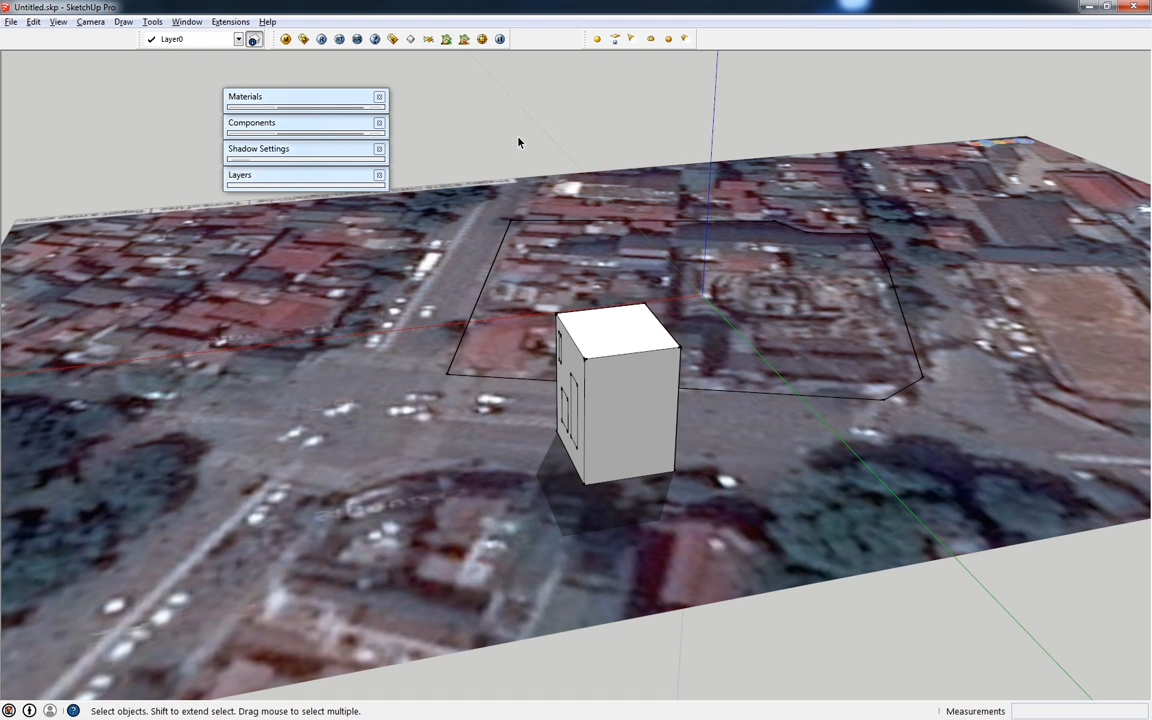 Untitled.skp - SketchUp Pro
File Edit View Camera Draw Tools Window Extensions Help
Layer0
Materials
Components
Shadow Settings
Layers
Select objects. Shift to extend select. Drag mouse to select multiple.
Measurements